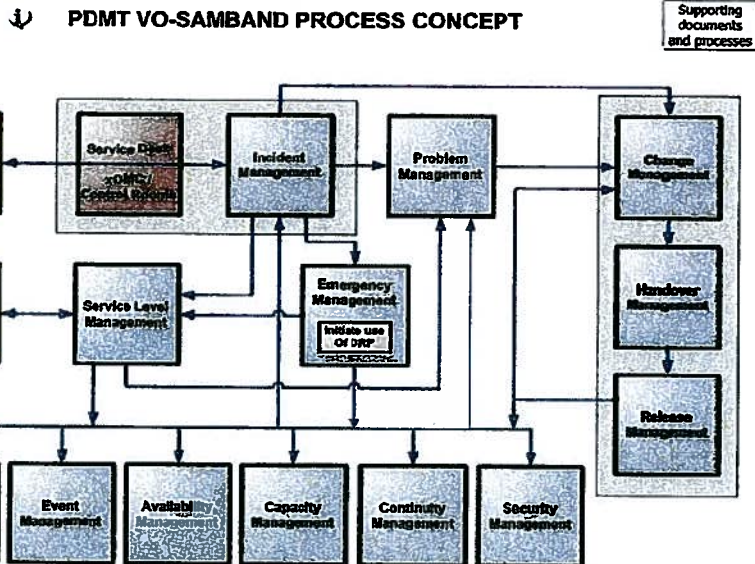 PDMT VO-SAMBAND PROCESS CONCEPT
Supporting
documents
and processes
Service Desk
Control Rooms
Incident
Management
Problem
Management
Change
Management
Service Level
Management
Emergency
Management
Initiate use
Of DRP
Handover
Management
Release
Management
Event
Management
Availability
Management
Capacity
Management
Continuity
Management
Security
Management